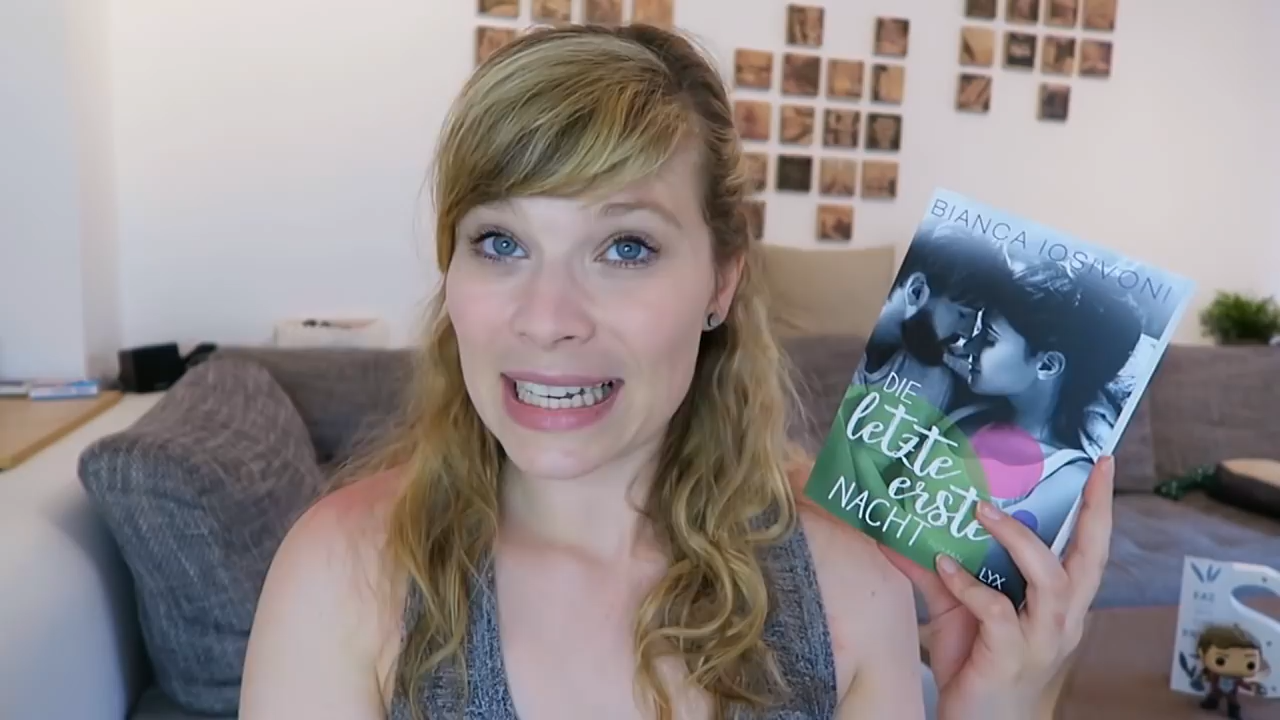 BIANCA IOSIVONI
DIE
letzte
erste
NACHT
LYX